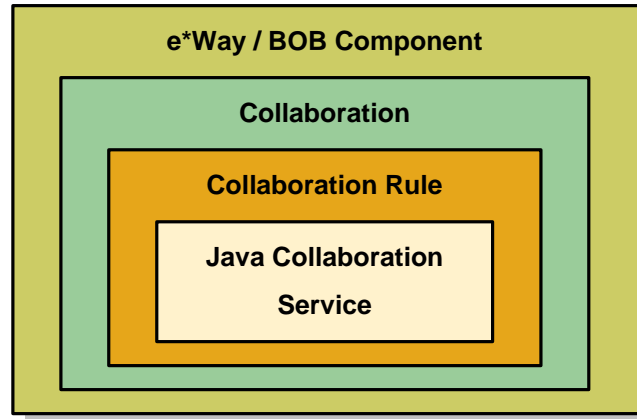 e*Way / BOB Component
Collaboration
Collaboration Rule
Java Collaboration
Service